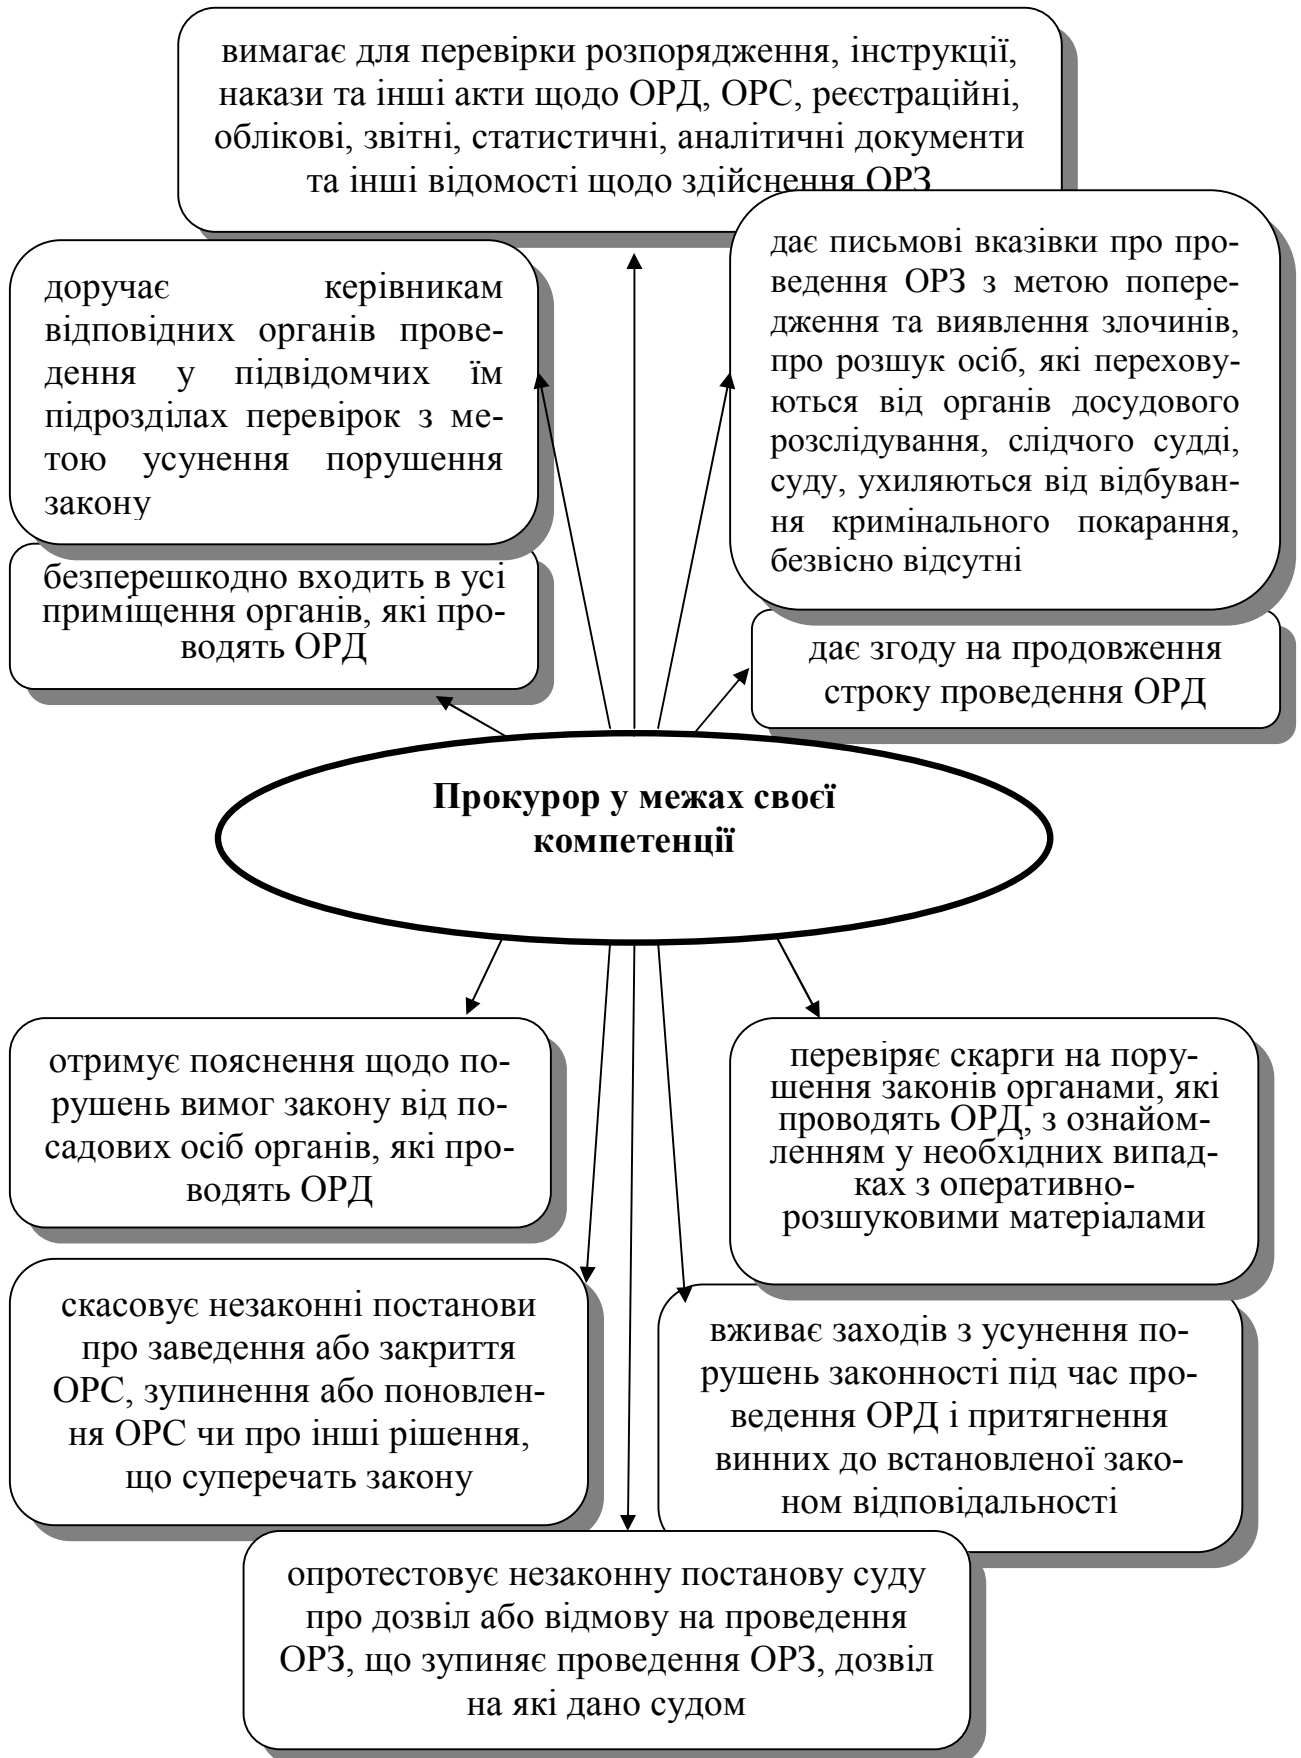 вимагає для перевірки розпорядження, інструкції,
накази та інші акти щодо ОРД, ОРС, реєстраційні,
облікові, звітні, статистичні, аналітичні документи
та інші відомості щодо здійснення ОРЗ
доручає керівникам
відповідних органів прове-
дення у підвідомчих їм
підрозділах перевірок з ме-
тою усунення порушення
закону
дає письмові вказівки про про-
ведення ОРЗ з метою попере-
дження та виявлення злочинів,
про розшук осіб, які переховую-
ються від органів досудового
розслідування, слідчого судді,
суду, ухиляються від відбуван-
ня кримінального покарання,
безвісно відсутні
безперешкодно входить в усі
приміщення органів, які про-
водять ОРД
дає згоду на продовження
строку проведення ОРД
Прокурор у межах своєї
компетенції
отримує пояснення щодо по-
рушень вимог закону від по-
садових осіб органів, які про-
водять ОРД
перевіряє скарги на пору-
шення законів органами, які
проводять ОРД, з ознайом-
ленням у необхідних випад-
ках з оперативно-
розшуковими матеріалами
скасовує незаконні постанови
про заведення або закриття
ОРС, зупинення або поновлен-
ня ОРС чи про інші рішення,
що суперечать закону
вживає заходів з усунення по-
рушень законності під час про-
ведення ОРД і притягнення
винних до встановленої зако-
ном відповідальності
опротестовує незаконну постанову суду
про дозвіл або відмову на проведення
ОРЗ, що зупиняє проведення ОРЗ, дозвіл
на які дано судом